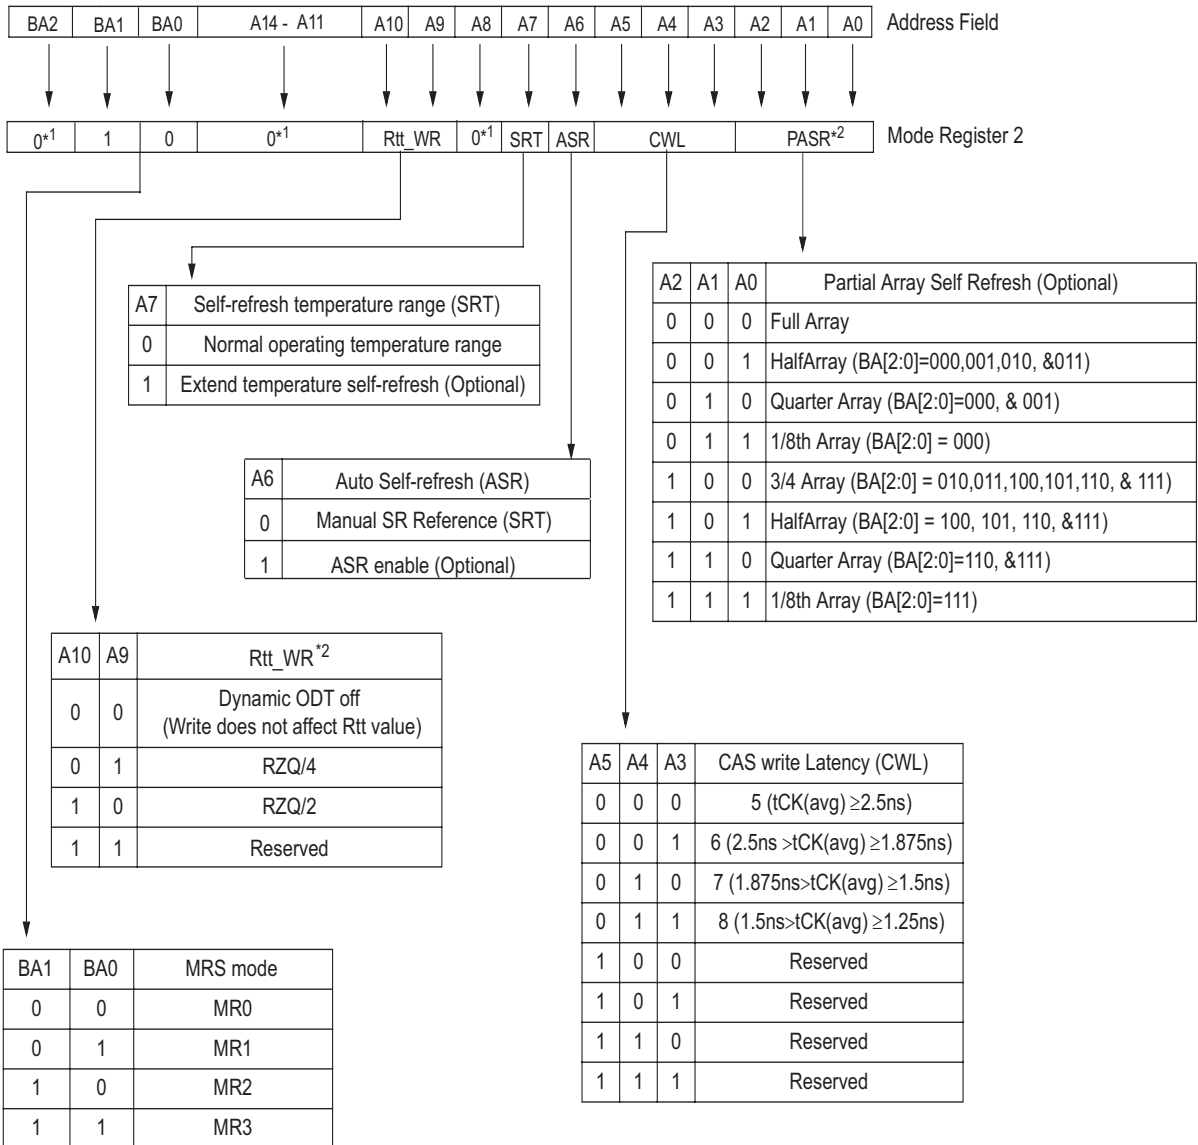 BA2 BA1 BA0 A14 - A11 A10 A9 A8 A7 A6 A5 A4 A3 A2 A1 A0 Address Field
0*1 1 0 0*1 Rtt_WR 0*1 SRT ASR CWL PASR*2 Mode Register 2
A7 Self-refresh temperature range (SRT)
0 Normal operating temperature range
1 Extend temperature self-refresh (Optional)
A2 A1 A0 Partial Array Self Refresh (Optional)
0 0 0 Full Array
0 0 1 HalfArray (BA[2:0]=000,001,010, &011)
0 1 0 Quarter Array (BA[2:0]=000, & 001)
0 1 1 1/8th Array (BA[2:0] = 000)
1 0 0 3/4 Array (BA[2:0] = 010,011,100,101,110, & 111)
1 0 1 HalfArray (BA[2:0] = 100, 101, 110, &111)
1 1 0 Quarter Array (BA[2:0]=110, &111)
1 1 1 1/8th Array (BA[2:0]=111)
A6 Auto Self-refresh (ASR)
0 Manual SR Reference (SRT)
1 ASR enable (Optional)
A10 A9 Rtt_WR*2
0 0 Dynamic ODT off
(Write does not affect Rtt value)
0 1 RZQ/4
1 0 RZQ/2
1 1 Reserved
A5 A4 A3 CAS write Latency (CWL)
0 0 0 5 (tCK(avg) ≥2.5ns)
0 0 1 6 (2.5ns >tCK(avg) ≥1.875ns)
0 1 0 7 (1.875ns>tCK(avg) ≥1.5ns)
0 1 1 8 (1.5ns>tCK(avg) ≥1.25ns)
1 0 0 Reserved
1 0 1 Reserved
1 1 0 Reserved
1 1 1 Reserved
BA1 BA0 MRS mode
0 0 MR0
0 1 MR1
1 0 MR2
1 1 MR3